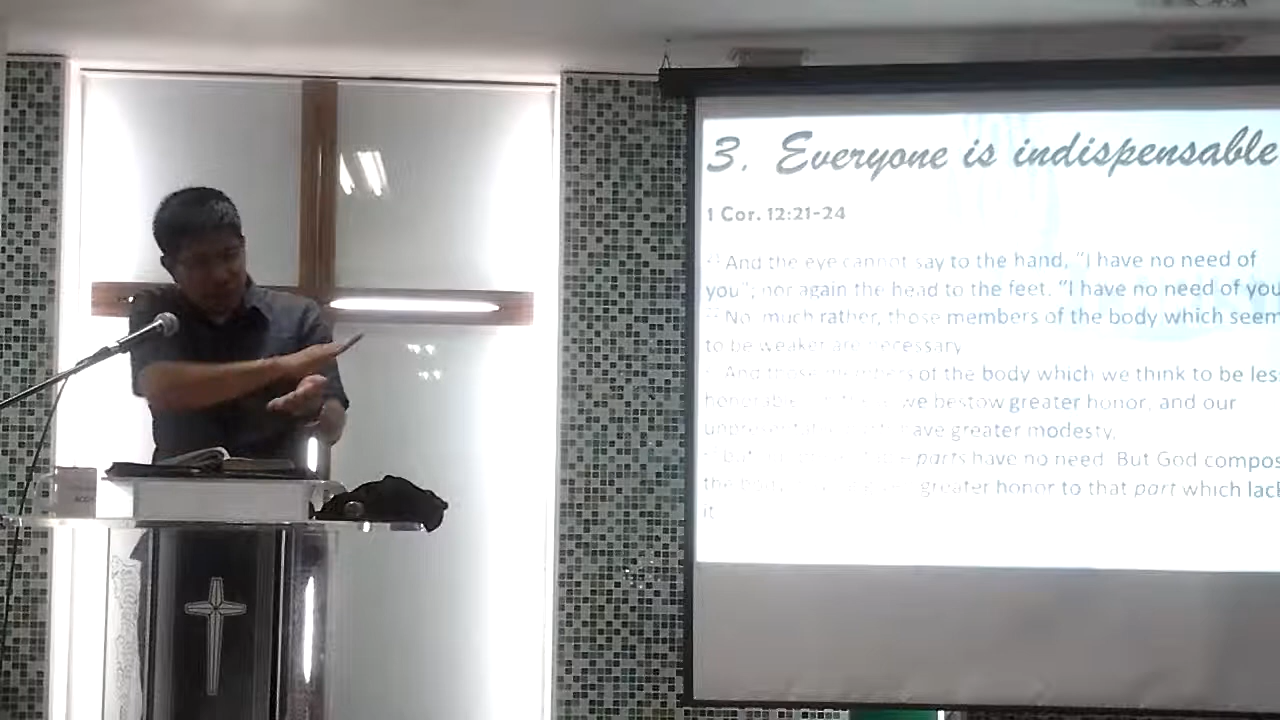 3. Everyone is indispensable
1 Cor. 12:21-24
And the eye cannot say to the hand, "I have no need of
you"; nor again the head to the feet, "I have no need of you
No, much rather, those members of the body which seem
to be weaker are necessary
And those members of the body which we think to be les
we bestow greater honor, and our
have greater modesty,
parts have no need. But God compos
the body greater honor to that part which lac
it